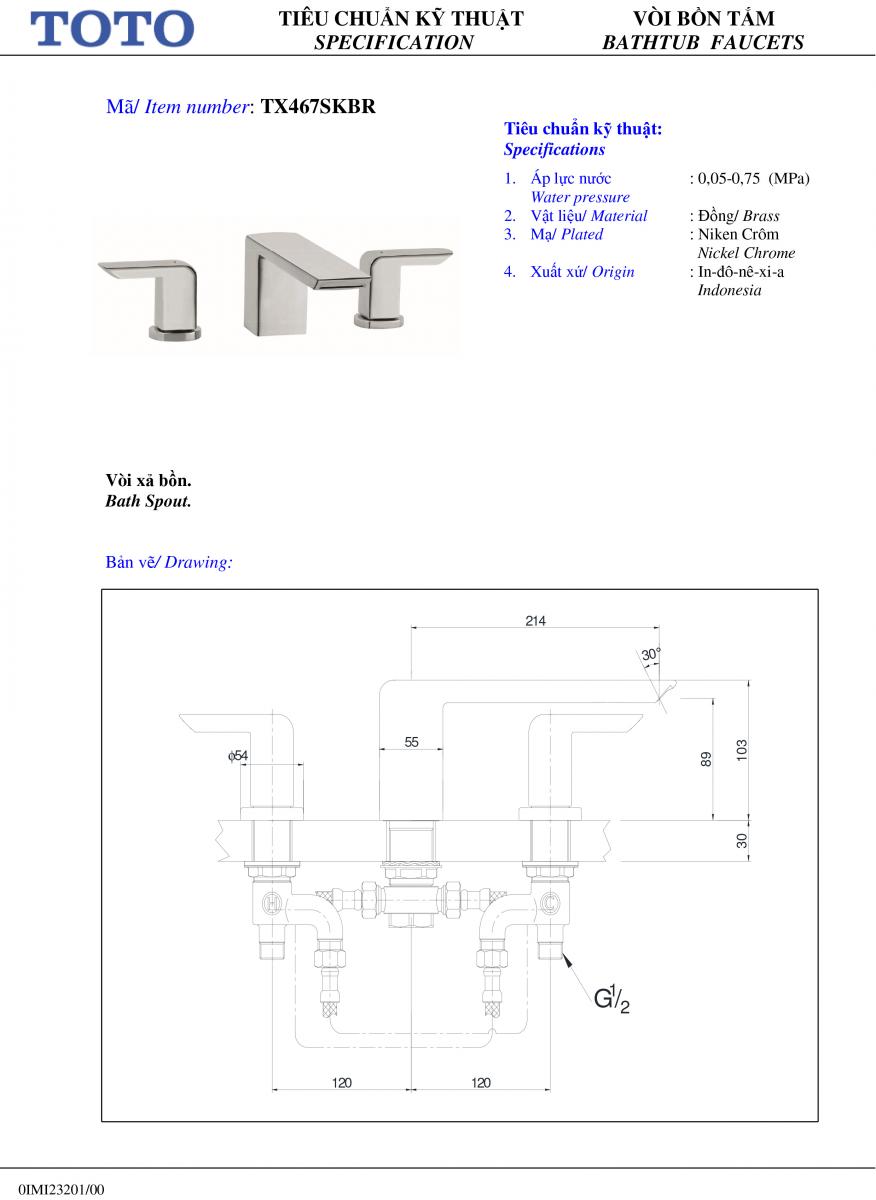 TOTO
TIÊU CHUẨN KỸ THUẬT
SPECIFICATION
VÒI BỒN TẮM
BATHTUB FAUCETS
Mã/ Item number: TX467SKBR
Tiêu chuẩn kỹ thuật:
Specifications
1. Áp lực nước : 0,05-0,75 (MPa)
Water pressure
2. Vật liệu/ Material : Đồng/ Brass
3. Mạ/ Plated : Niken Crôm
Nickel Chrome
4. Xuất xứ/ Origin : In-đô-nê-xi-a
Indonesia
Vòi xả bồn.
Bath Spout.
Bản vẽ/ Drawing:
214
30°
55
φ54
89
103
30
H
C
G1/2
120
120
0IMI23201/00